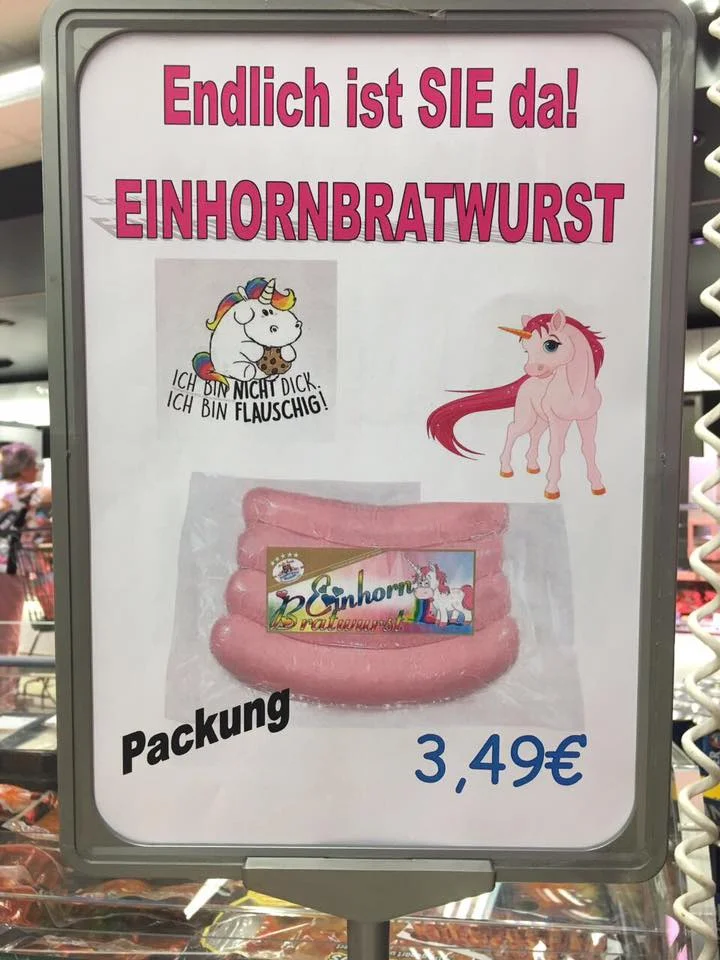 Endlich ist SIE da!
EINHORNBRATWURST
ICH BIN NICHT DICK.
ICH BIN FLAUSCHIG!
Einhorn
Bratwurst
Packung
3,49€